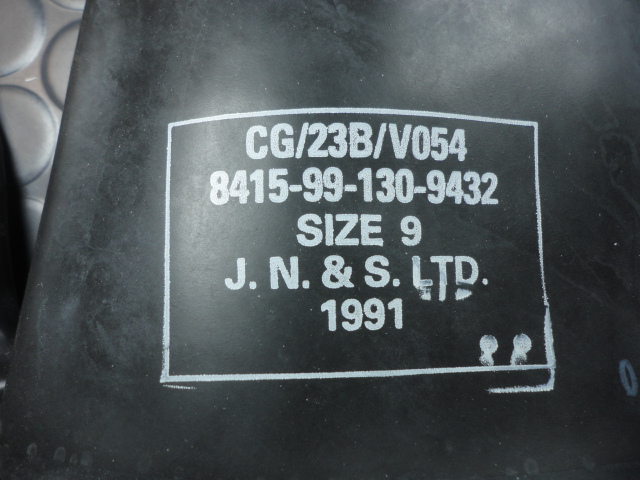 CG/23B/V054
8415-99-130-9432
SIZE 9
J. N. & S. LTD.
1991